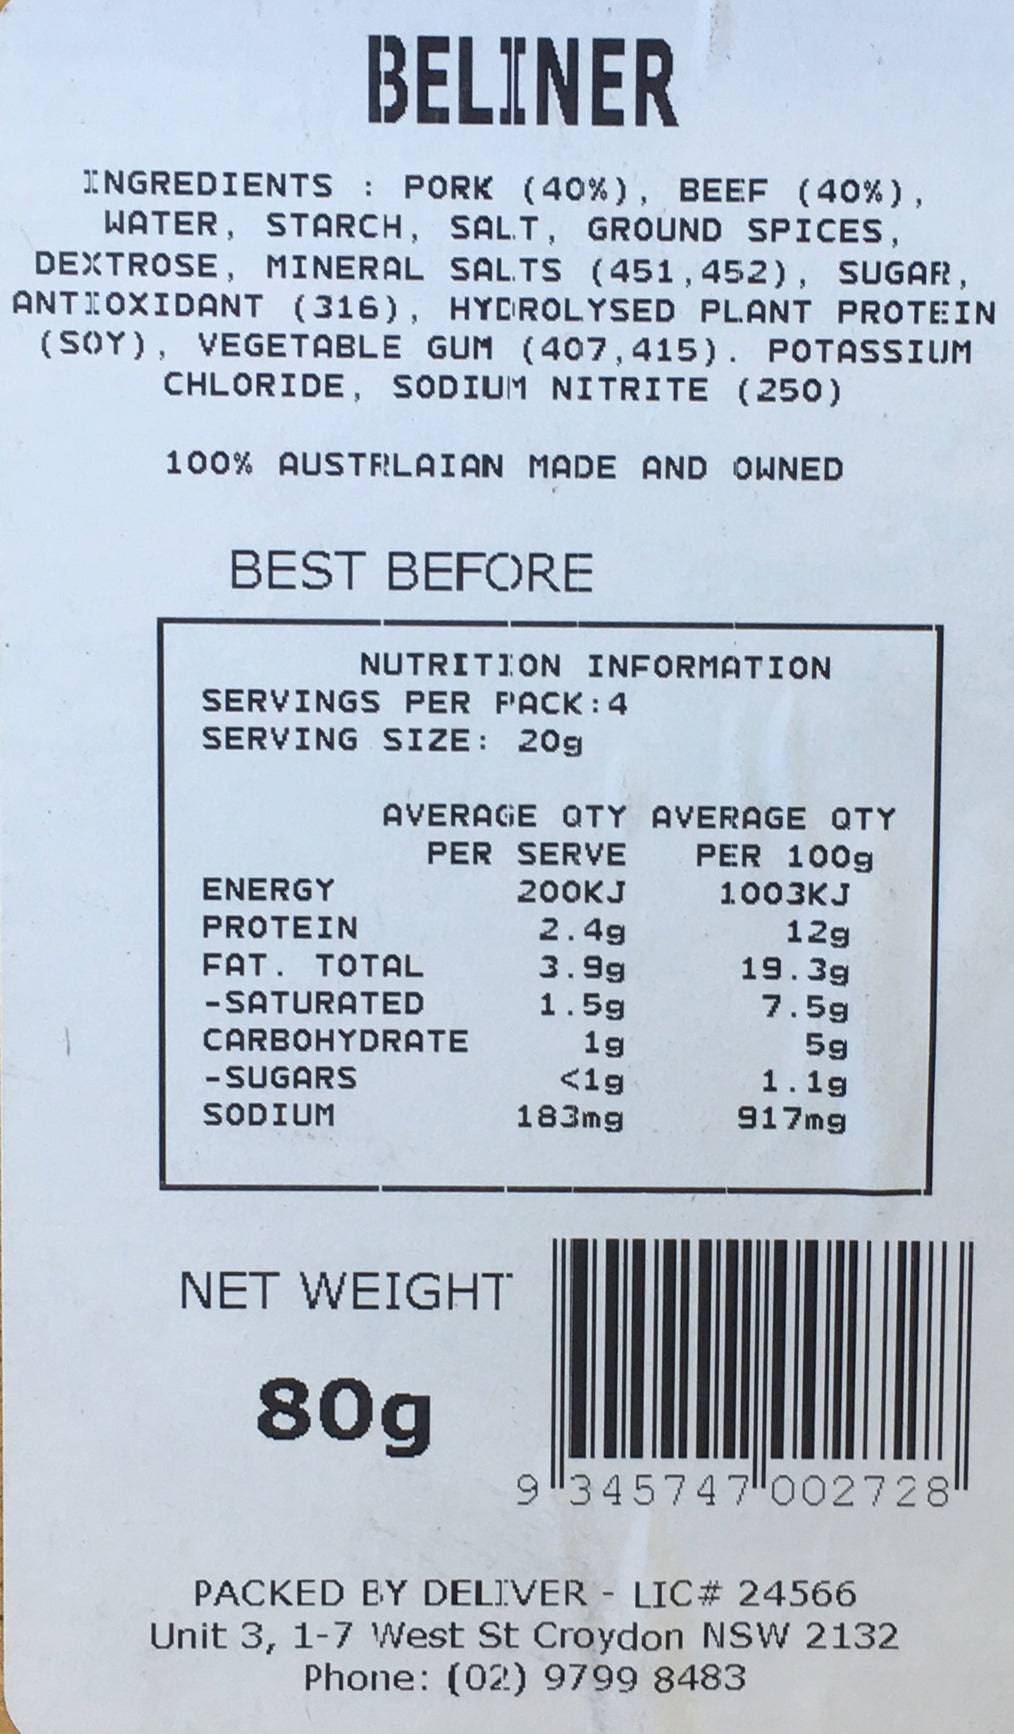 BELINER
INGREDIENTS : PORK (40%), BEEF (40%),
WATER, STARCH, SALT, GROUND SPICES,
DEXTROSE, MINERAL SALTS (451,452), SUGAR,
ANTIOXIDANT (316), HYDROLYSED PLANT PROTEIN
(SOY), VEGETABLE GUM (407,415). POTASSIUM
CHLORIDE, SODIUM NITRITE (250)
100% AUSTRLAIAN MADE AND OWNED
BEST BEFORE
NUTRITION INFORMATION
SERVINGS PER PACK:4
SERVING SIZE: 20g
AVERAGE QTY AVERAGE QTY
PER SERVE PER 100g
ENERGY 200KJ 1003KJ
PROTEIN 2.4g 12g
FAT. TOTAL 3.9g 19.3g
-SATURATED 1.5g 7.5g
CARBOHYDRATE 1g 5g
-SUGARS <1g 1.1g
SODIUM 183mg 917mg
NET WEIGHT
80g
9 345747 002728
PACKED BY DELIVER - LIC# 24566
Unit 3, 1-7 West St Croydon NSW 2132
Phone: (02) 9799 8483